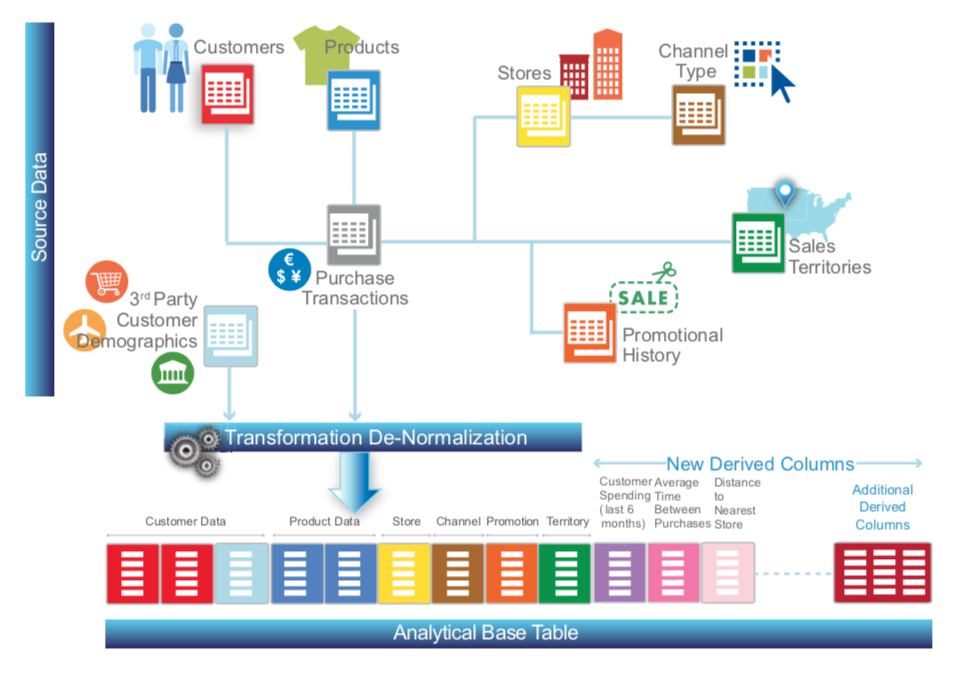 Source Data
Customers
Products
Stores
Channel
Type
€
$ ¥
Purchase
Transactions
Sales
Territories
SALE
Promotional
History
3rd Party
Customer
Demographics
Transformation De-Normalization
New Derived Columns
Customer
Spending
(last 6
months)
Average
Time
Between
Purchases
Distance
to
Nearest
Store
Additional
Derived
Columns
Customer Data
Product Data
Store
Channel
Promotion
Territory
Analytical Base Table